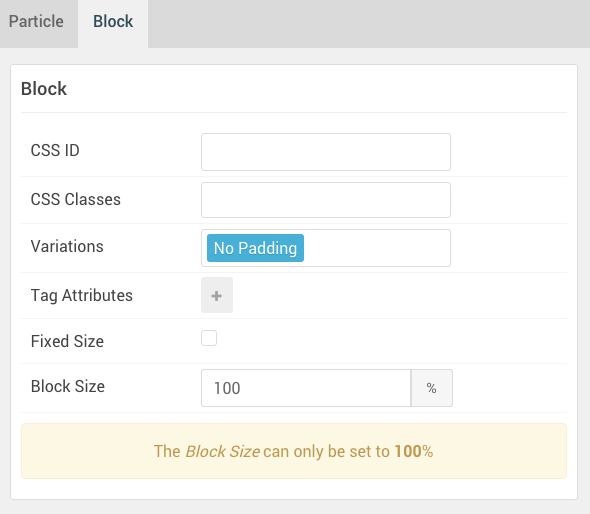 Particle Block
Block
CSS ID
CSS Classes
Variations No Padding
Tag Attributes +
Fixed Size
Block Size 100 %
The Block Size can only be set to 100%